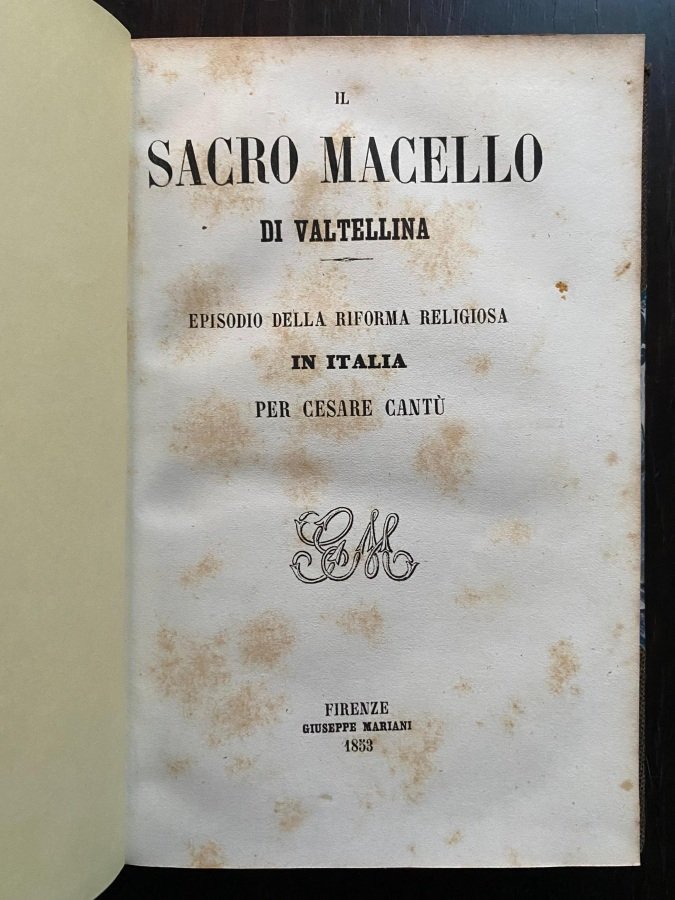 IL
SACRO MACELLO
DI VALTELLINA
EPISODIO DELLA RIFORMA RELIGIOSA
IN ITALIA
PER CESARE CANTÙ
GM
FIRENZE
GIUSEPPE MARIANI
1853